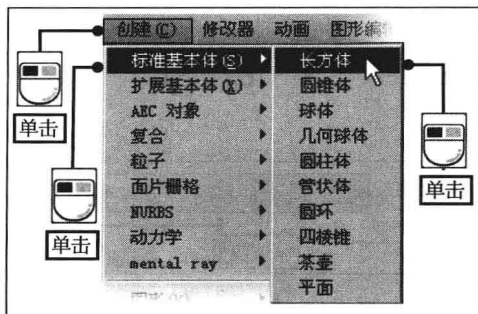 创建(C) 修改器 动画 图形编
标准基本体(S) 长方体
扩展基本体(X) 圆锥体
AEC 对象 球体
复合 几何球体
粒子 圆柱体
面片栅格 管状体
NURBS 圆环
动力学 四棱锥
mental ray 茶壶
平面
单击
单击
单击